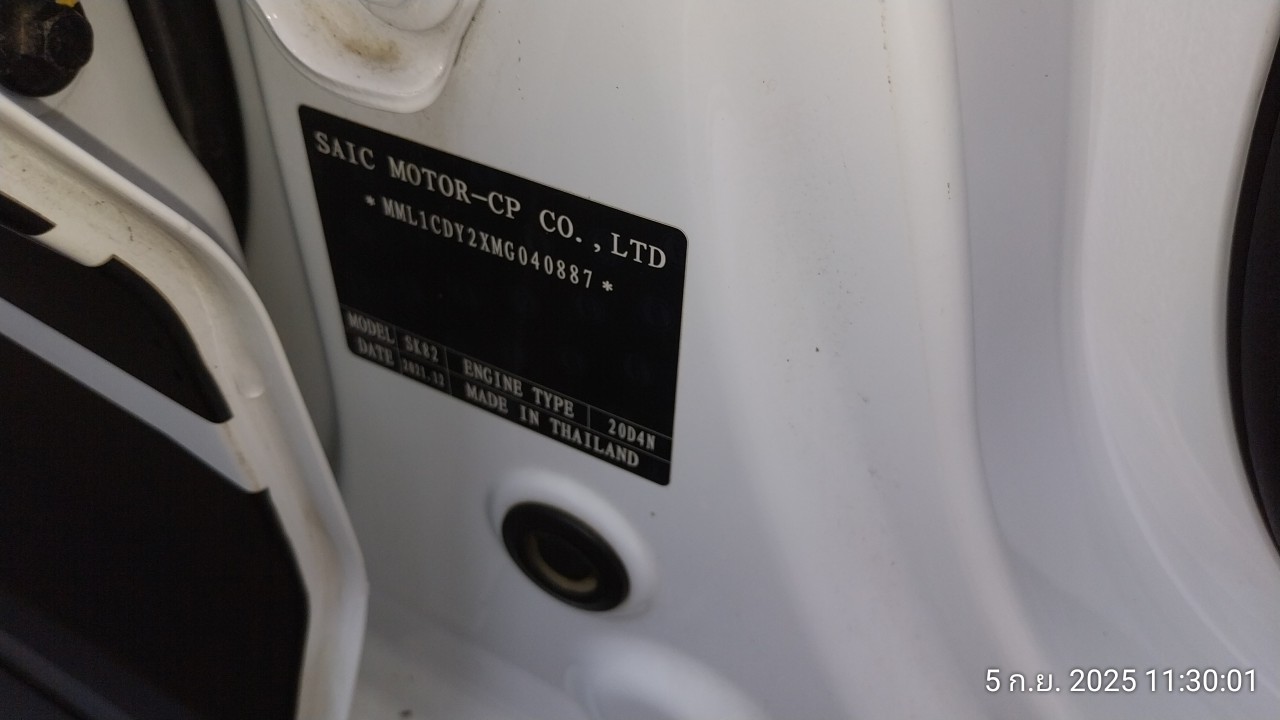 SAIC MOTOR-CP CO.,LTD
*MML1CDY2XMG040887*
MODEL SK82 ENGINE TYPE 20D4N
DATE 2021.12 MADE IN THAILAND
5 ก.ย. 2025 11:30:01